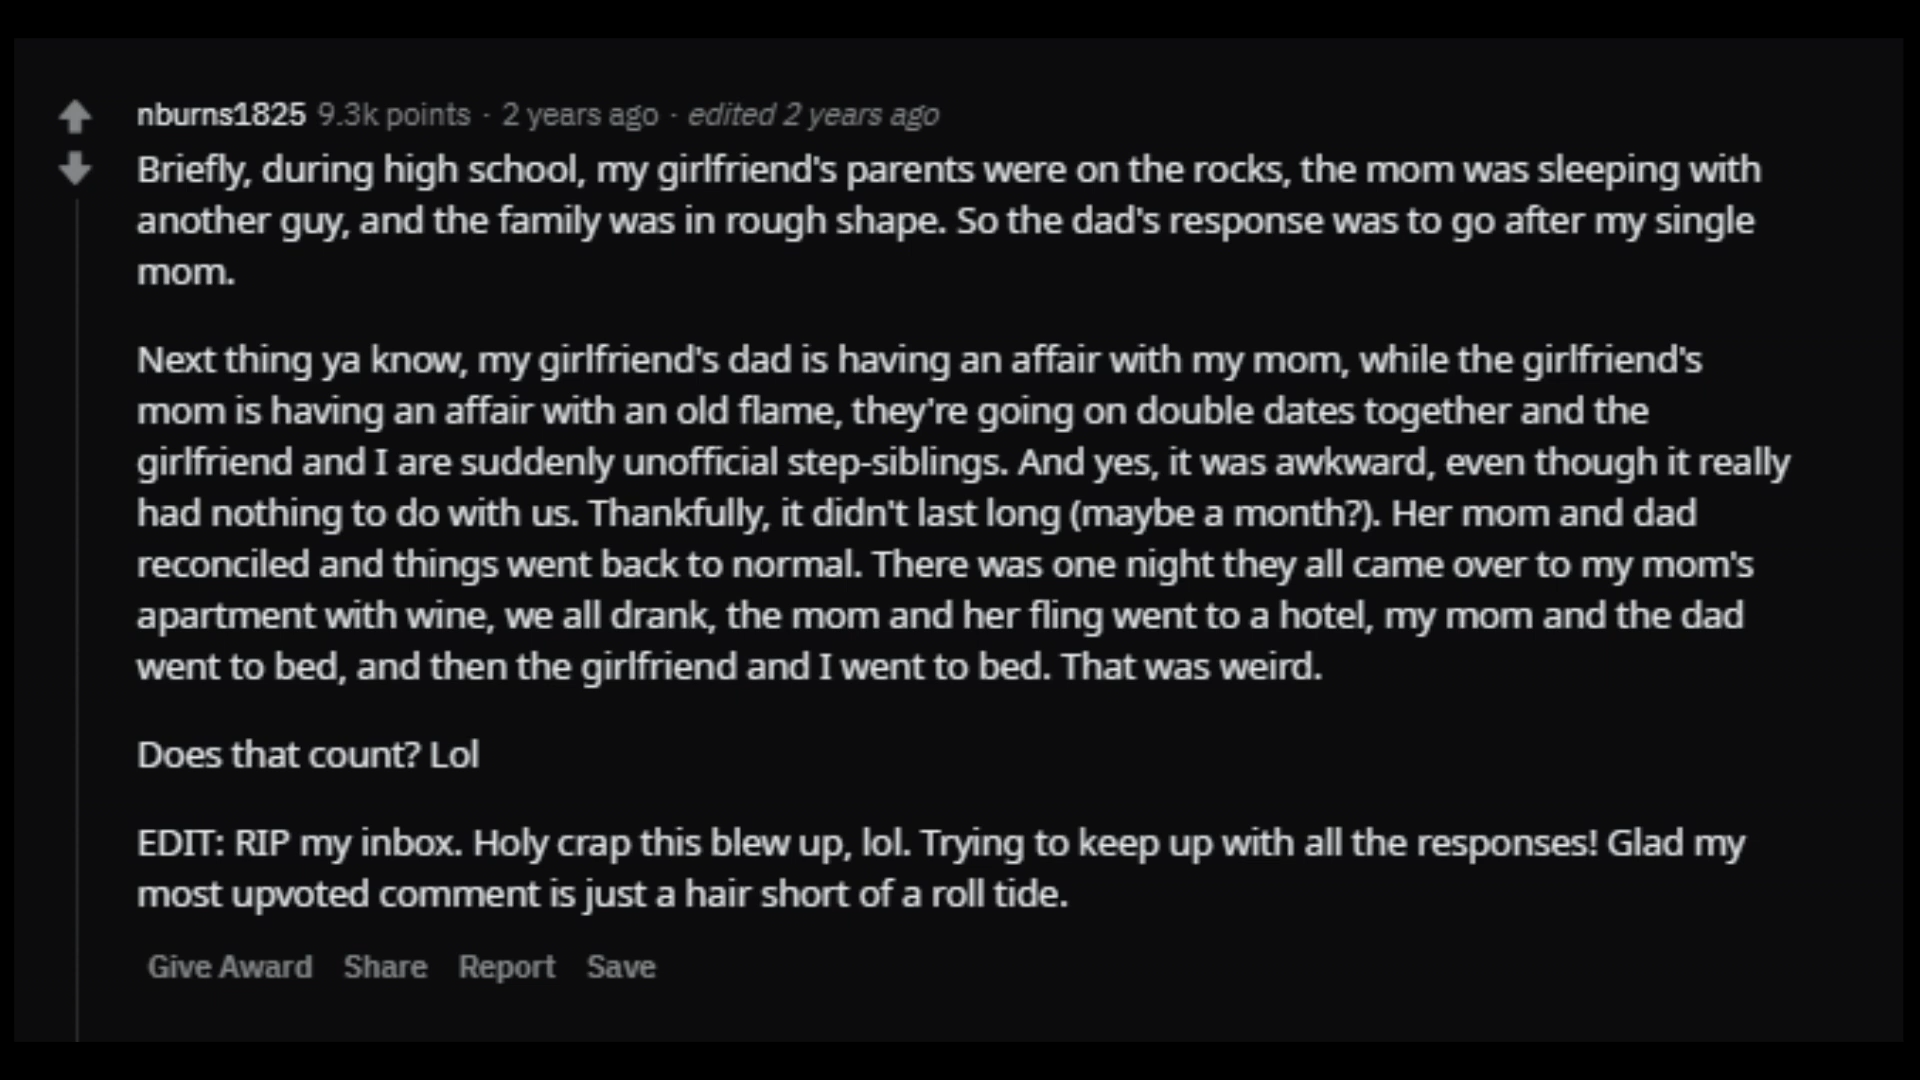 nburns1825 9.3k points · 2 years ago · edited 2 years ago
Briefly, during high school, my girlfriend's parents were on the rocks, the mom was sleeping with
another guy, and the family was in rough shape. So the dad's response was to go after my single
mom.
Next thing ya know, my girlfriend's dad is having an affair with my mom, while the girlfriend's
mom is having an affair with an old flame, they're going on double dates together and the
girlfriend and I are suddenly unofficial step-siblings. And yes, it was awkward, even though it really
had nothing to do with us. Thankfully, it didn't last long (maybe a month?). Her mom and dad
reconciled and things went back to normal. There was one night they all came over to my mom's
apartment with wine, we all drank, the mom and her fling went to a hotel, my mom and the dad
went to bed, and then the girlfriend and I went to bed. That was weird.
Does that count? Lol
EDIT: RIP my inbox. Holy crap this blew up, lol. Trying to keep up with all the responses! Glad my
most upvoted comment is just a hair short of a roll tide.
Give Award Share Report Save